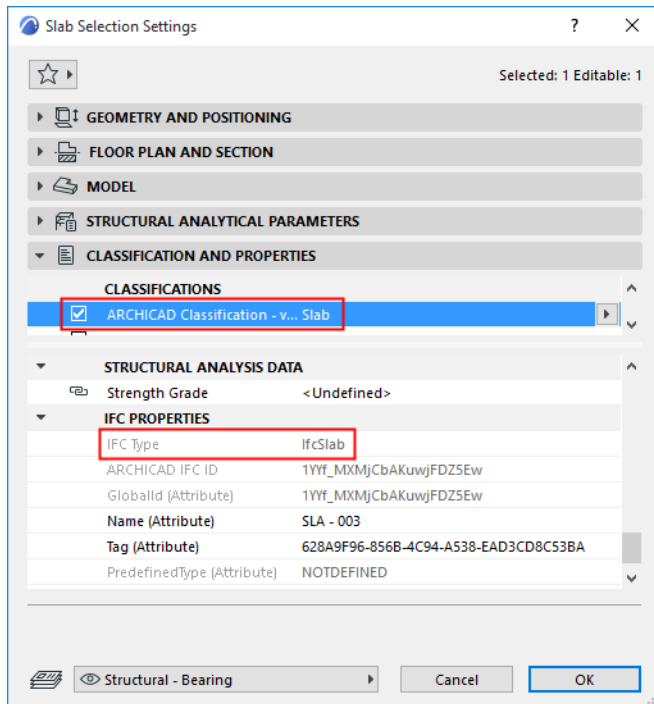 Slab Selection Settings ? ×
Selected: 1 Editable: 1
GEOMETRY AND POSITIONING
FLOOR PLAN AND SECTION
MODEL
STRUCTURAL ANALYTICAL PARAMETERS
CLASSIFICATION AND PROPERTIES
CLASSIFICATIONS
ARCHICAD Classification - v... Slab
STRUCTURAL ANALYSIS DATA
Strength Grade <Undefined>
IFC PROPERTIES
IFC Type IfcSlab
ARCHICAD IFC ID 1YYf_MXMjCbAKuwjFDZ5Ew
GlobalId (Attribute) 1YYf_MXMjCbAKuwjFDZ5Ew
Name (Attribute) SLA - 003
Tag (Attribute) 628A9F96-856B-4C94-A538-EAD3CD8C53BA
PredefinedType (Attribute) NOTDEFINED
Structural - Bearing Cancel OK